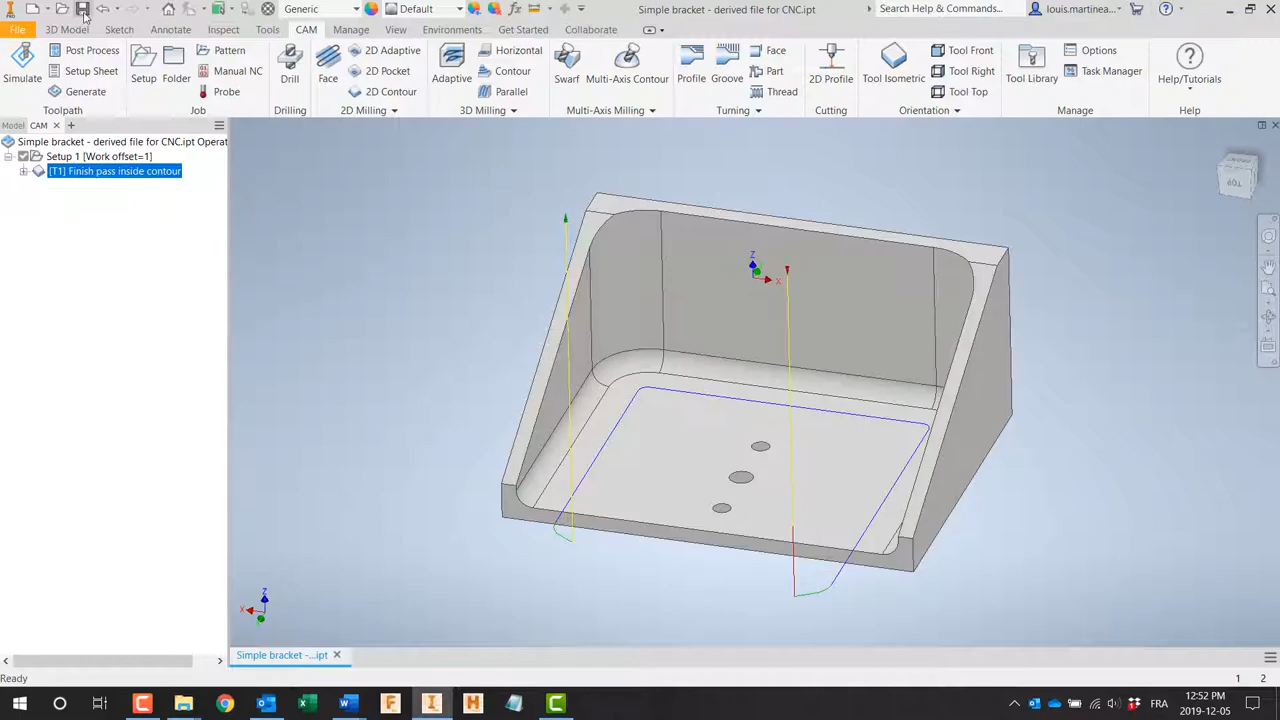 Generic
Default
Simple bracket - derived file for CNC.ipt
Search Help & Commands...
louis.martinea...
File
3D Model
Sketch
Annotate
Inspect
Tools
CAM
Manage
View
Environments
Get Started
Collaborate
Simulate
Post Process
Setup Sheet
Generate
Toolpath
Setup
Folder
Pattern
Manual NC
Probe
Job
Drill
Drilling
Face
2D Adaptive
2D Pocket
2D Contour
2D Milling
Adaptive
Horizontal
Contour
Parallel
3D Milling
Swarf
Multi-Axis Contour
Multi-Axis Milling
Profile
Groove
Face
Part
Thread
Turning
2D Profile
Cutting
Tool Isometric
Tool Front
Tool Right
Tool Top
Orientation
Tool Library
Options
Task Manager
Manage
Help/Tutorials
Help
Model
CAM
Simple bracket - derived file for CNC.ipt Operat
Setup 1 [Work offset=1]
[T1] Finish pass inside contour
TOP
Z
X
Z
X
Simple bracket -...ipt
Ready
1
2
FRA
12:52 PM
2019-12-05